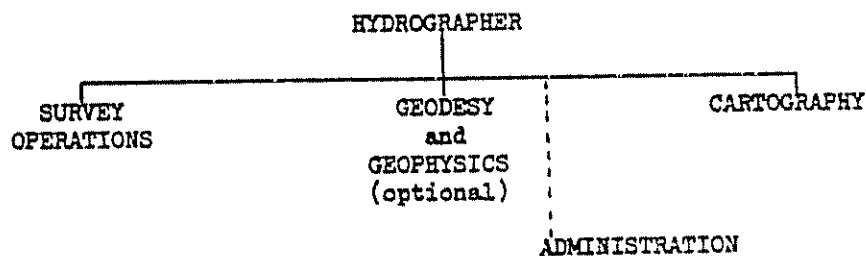 HYDROGRAPHER
SURVEY
OPERATIONS
GEODESY
and
GEOPHYSICS
(optional)
CARTOGRAPHY
ADMINISTRATION